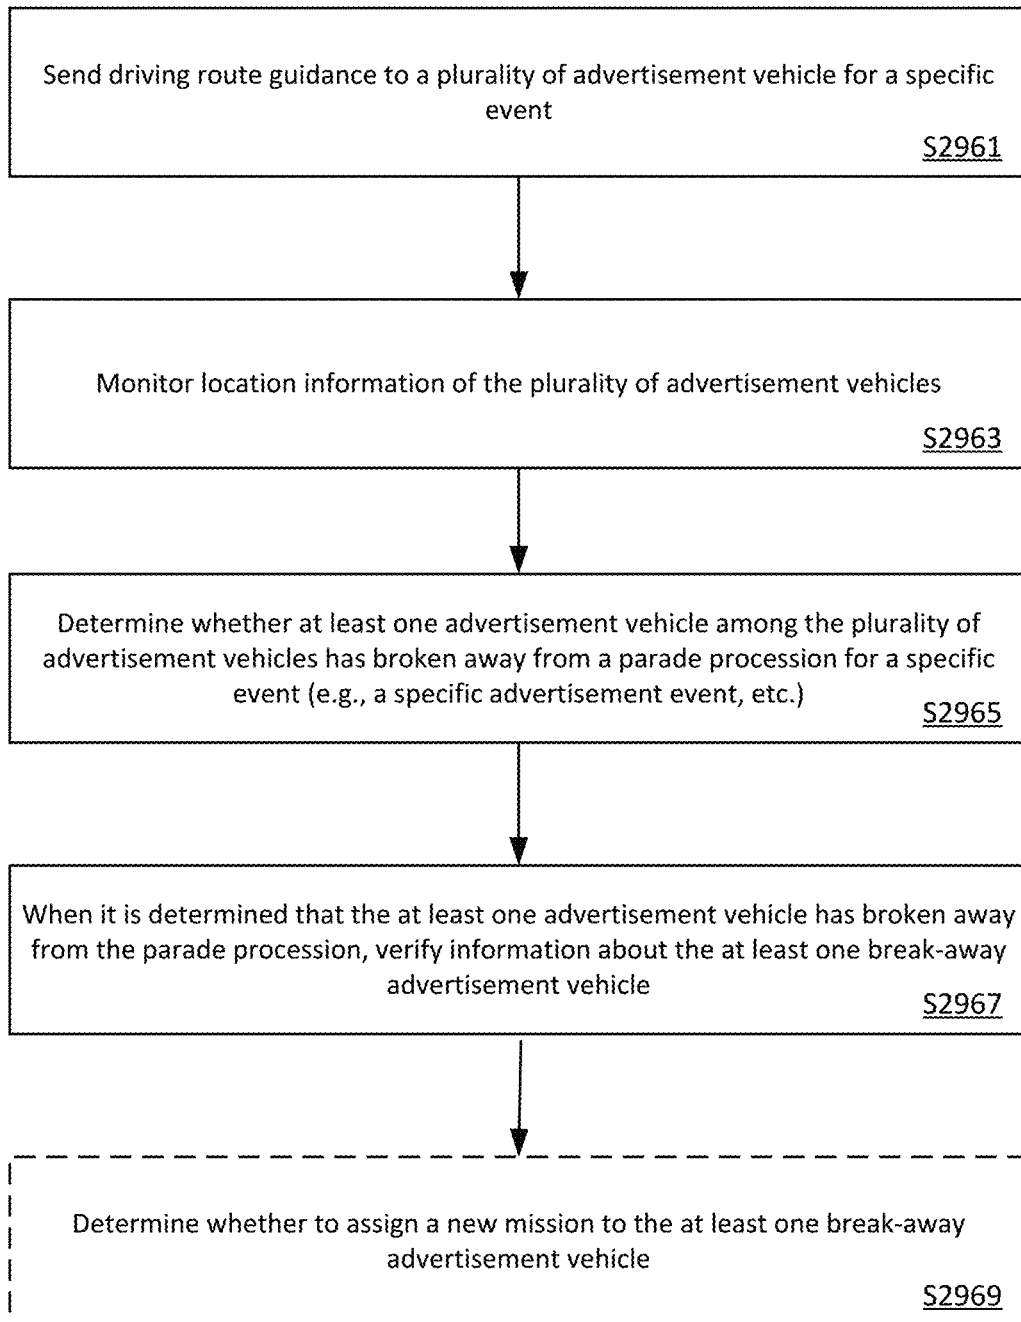 Send driving route guidance to a plurality of advertisement vehicle for a specific
event
S2961
Monitor location information of the plurality of advertisement vehicles
S2963
Determine whether at least one advertisement vehicle among the plurality of
advertisement vehicles has broken away from a parade procession for a specific
event (e.g., a specific advertisement event, etc.)
S2965
When it is determined that the at least one advertisement vehicle has broken away
from the parade procession, verify information about the at least one break-away
advertisement vehicle
S2967
Determine whether to assign a new mission to the at least one break-away
advertisement vehicle
S2969